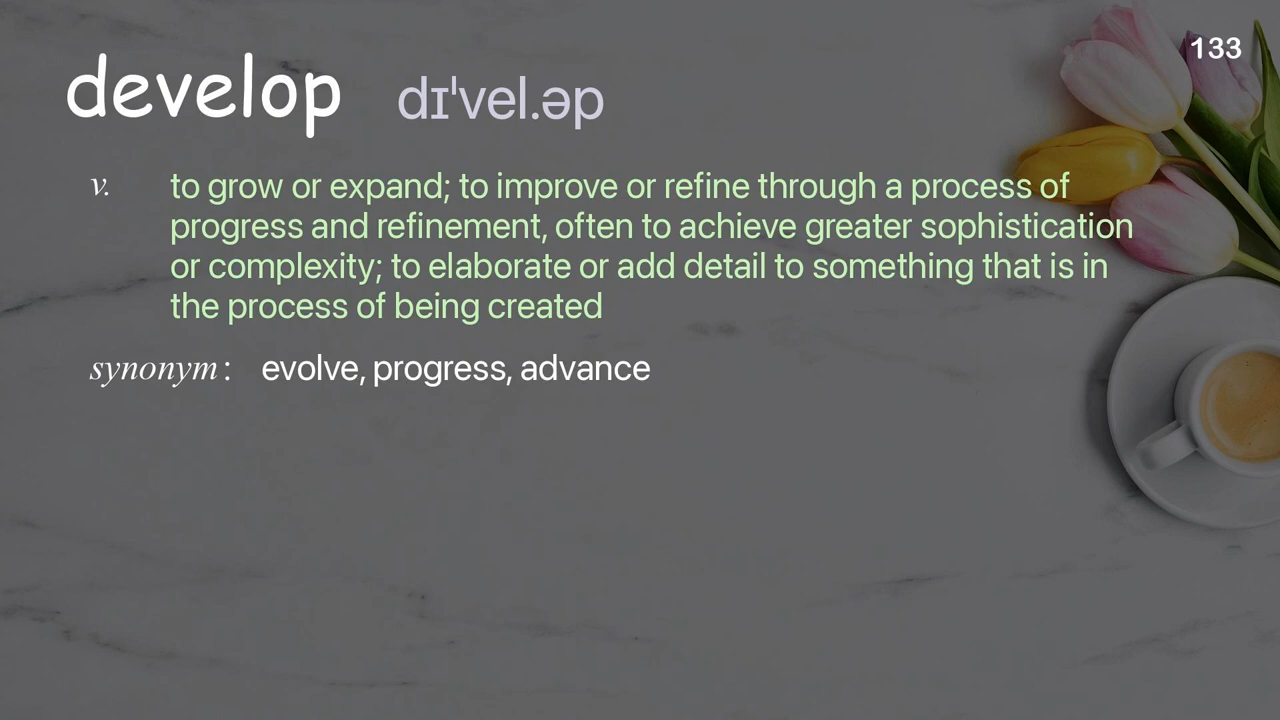 133
develop dɪˈvel.əp
v. to grow or expand; to improve or refine through a process of
progress and refinement, often to achieve greater sophistication
or complexity; to elaborate or add detail to something that is in
the process of being created
synonym: evolve, progress, advance